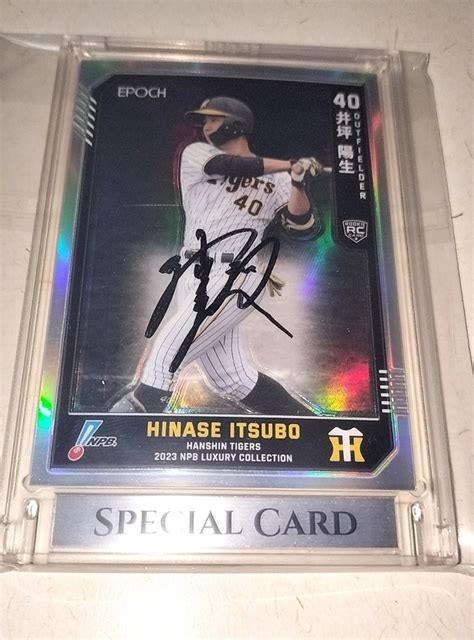 EPOCH
40
井坪 陽生
OUTFIELDER
ROOKIE
RC
CARD
Tigers
40
NPB
HINASE ITSUBO
HANSHIN TIGERS
2023 NPB LUXURY COLLECTION
SPECIAL CARD